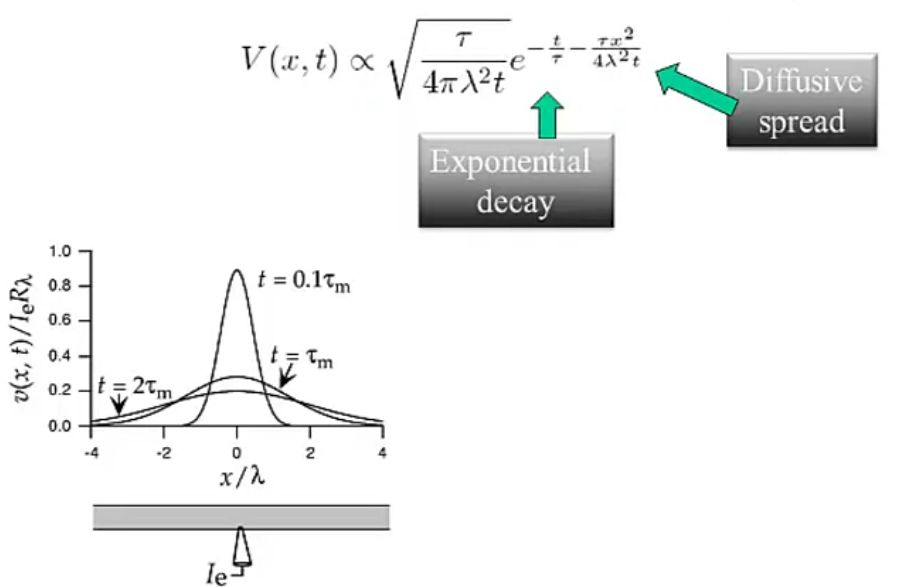 V(x, t) ∝ √(τ / 4πλ²t) e^(−t/τ − τx²/4λ²t)
Diffusive
spread
Exponential
decay
1.0
0.8
0.6
0.4
0.2
0.0
v(x, t)/IₑRλ
t = 0.1τₘ
t = τₘ
t = 2τₘ
-4 -2 0 2 4
x/λ
Iₑ